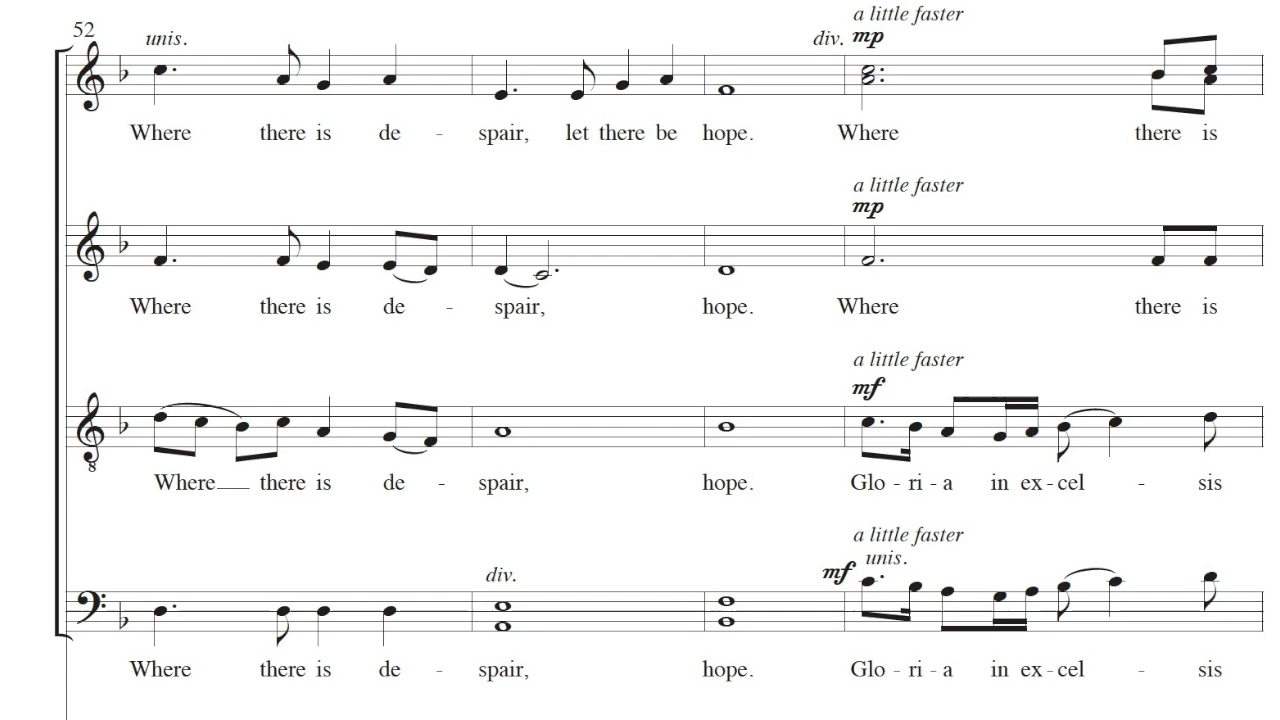 a little faster
52 unis. div. mp
Where there is de - spair, let there be hope. Where there is
a little faster
mp
Where there is de - spair, hope. Where there is
a little faster
mf
8
Where there is de - spair, hope. Glo - ri - a in ex - cel - sis
a little faster
div. mf unis.
Where there is de - spair, hope. Glo - ri - a in ex - cel - sis